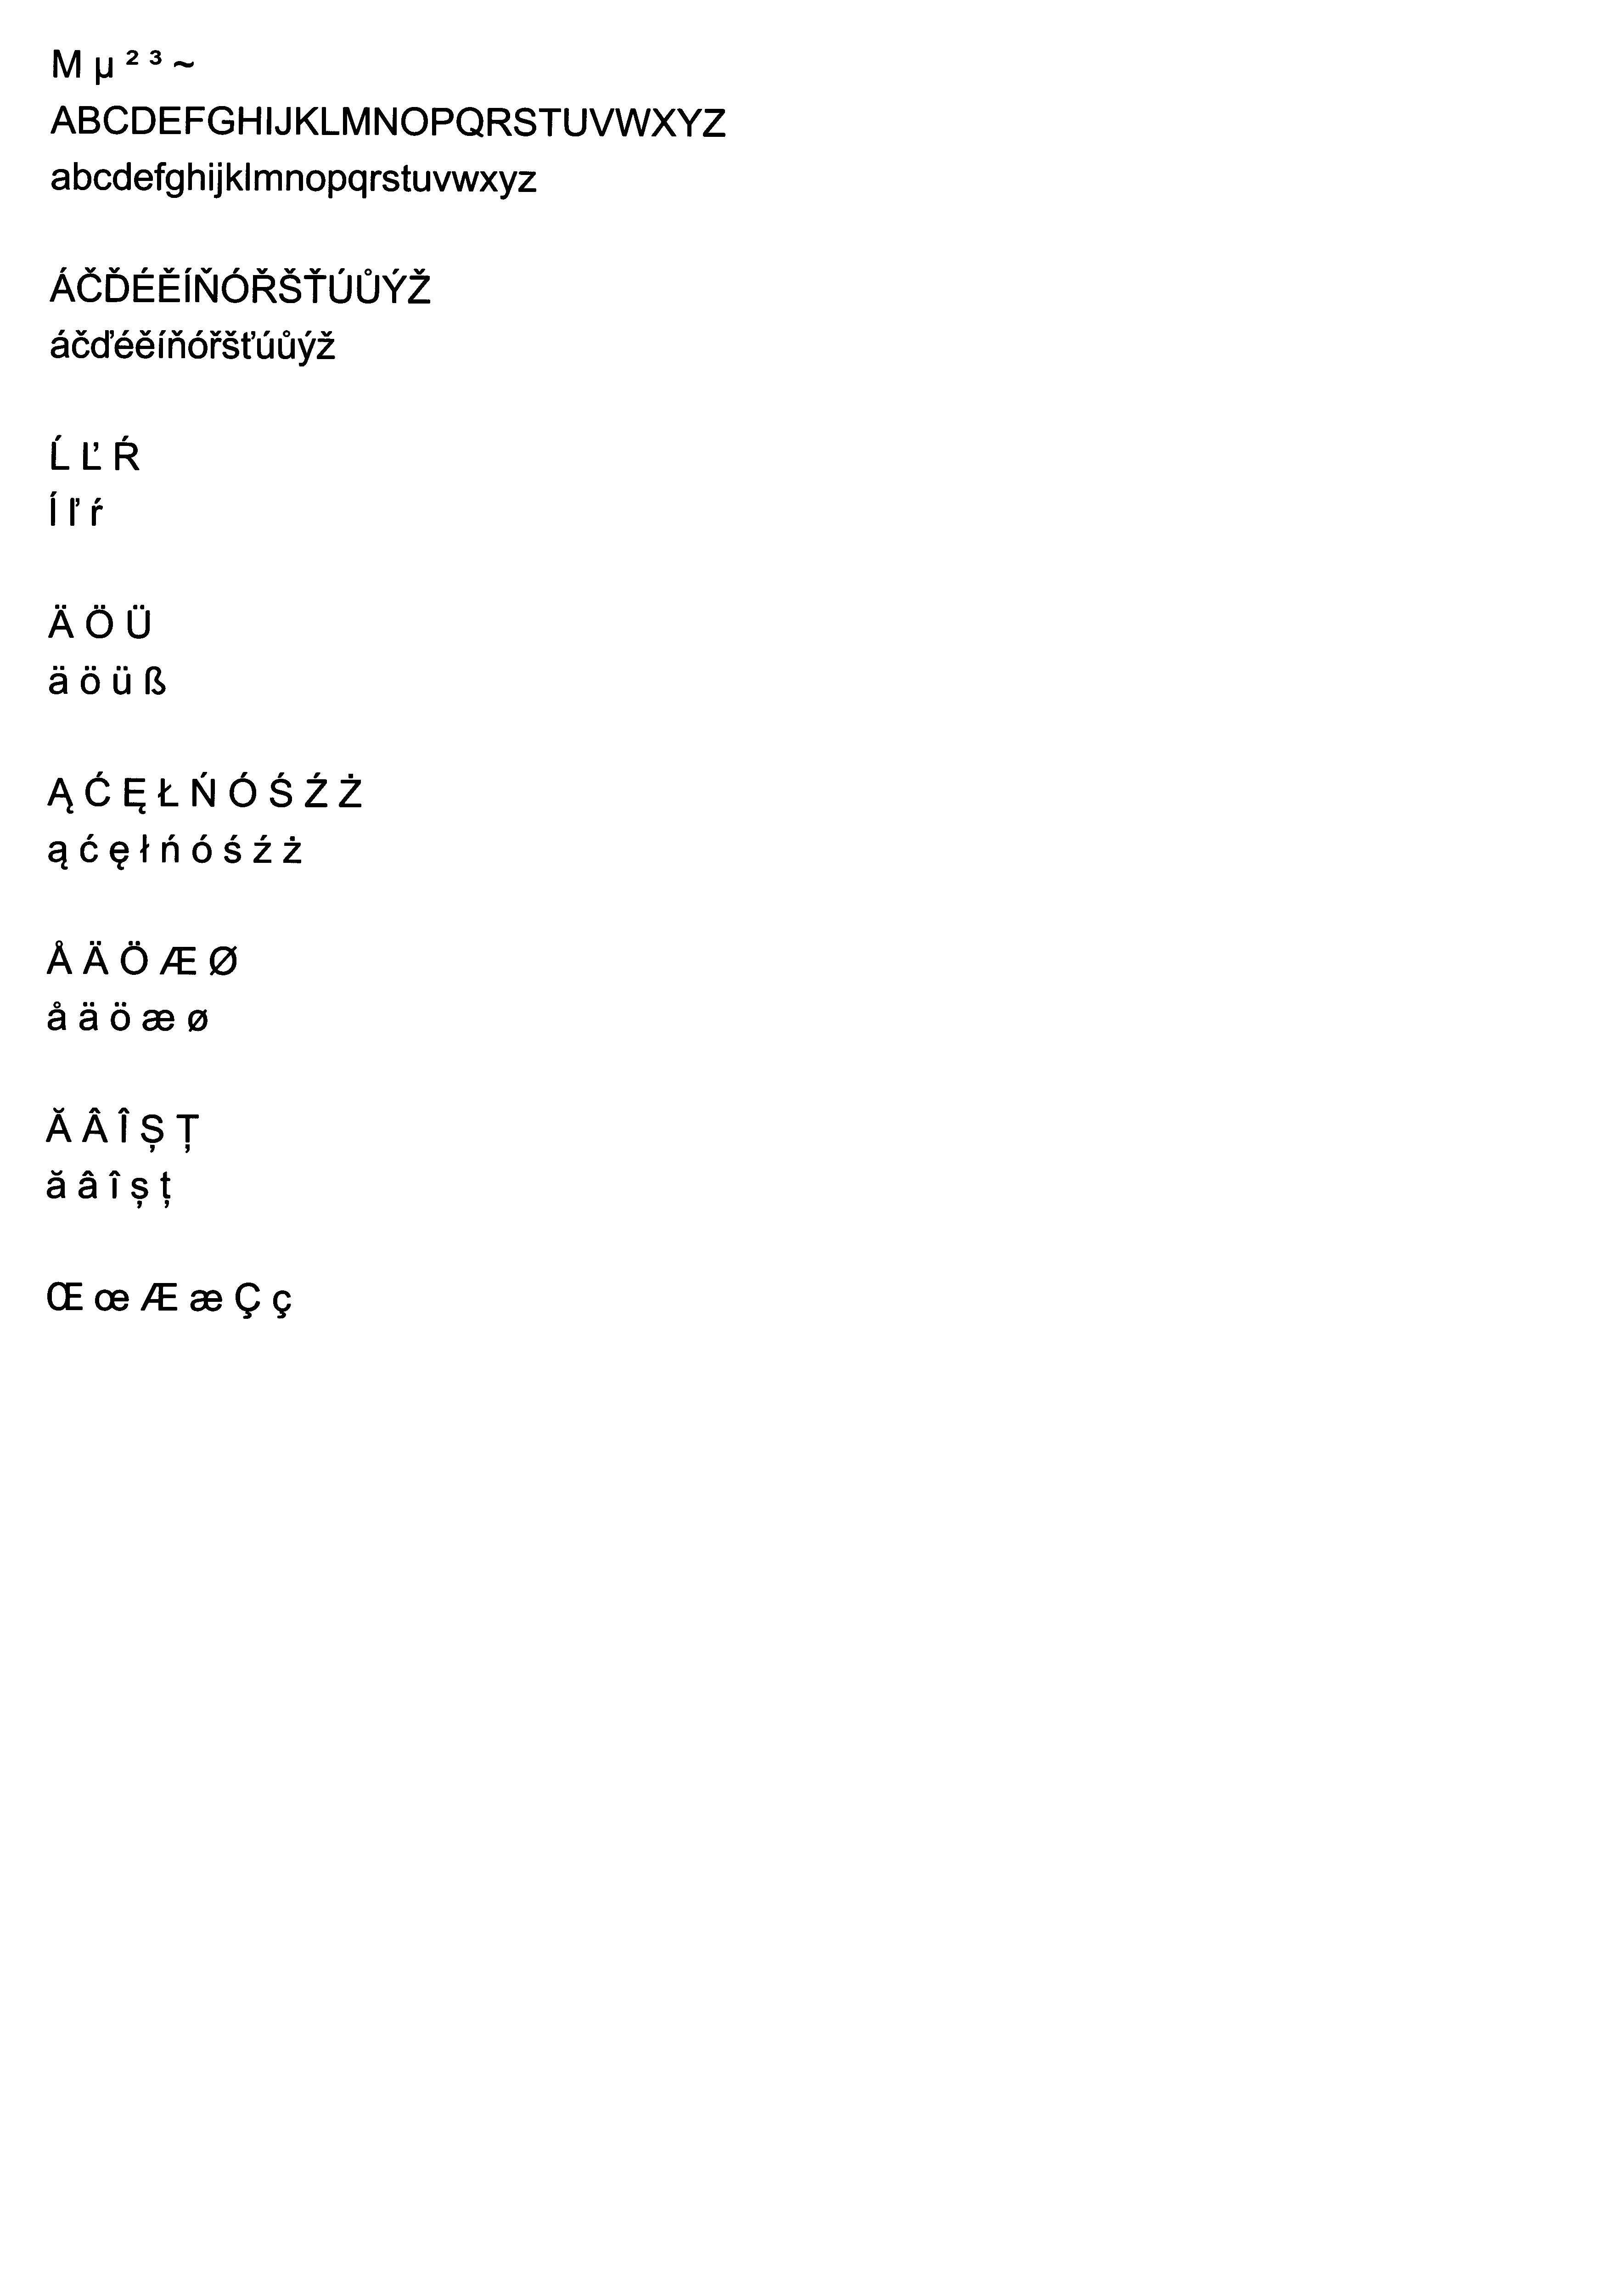 M µ ² ³ ~
ABCDEFGHIJKLMNOPQRSTUVWXYZ
abcdefghijklmnopqrstuvwxyz
ÁČĎÉĚÍŇÓŘŠŤÚŮÝŽ
áčďéěíňóřšťúůýž
Ĺ Ľ Ŕ
ĺ ľ ŕ
Ä Ö Ü
ä ö ü ß
Ą Ć Ę Ł Ń Ó Ś Ź Ż
ą ć ę ł ń ó ś ź ż
Å Ä Ö Æ Ø
å ä ö æ ø
Ă Â Î Ș Ț
ă â î ș ț
Œ œ Æ æ Ç ç